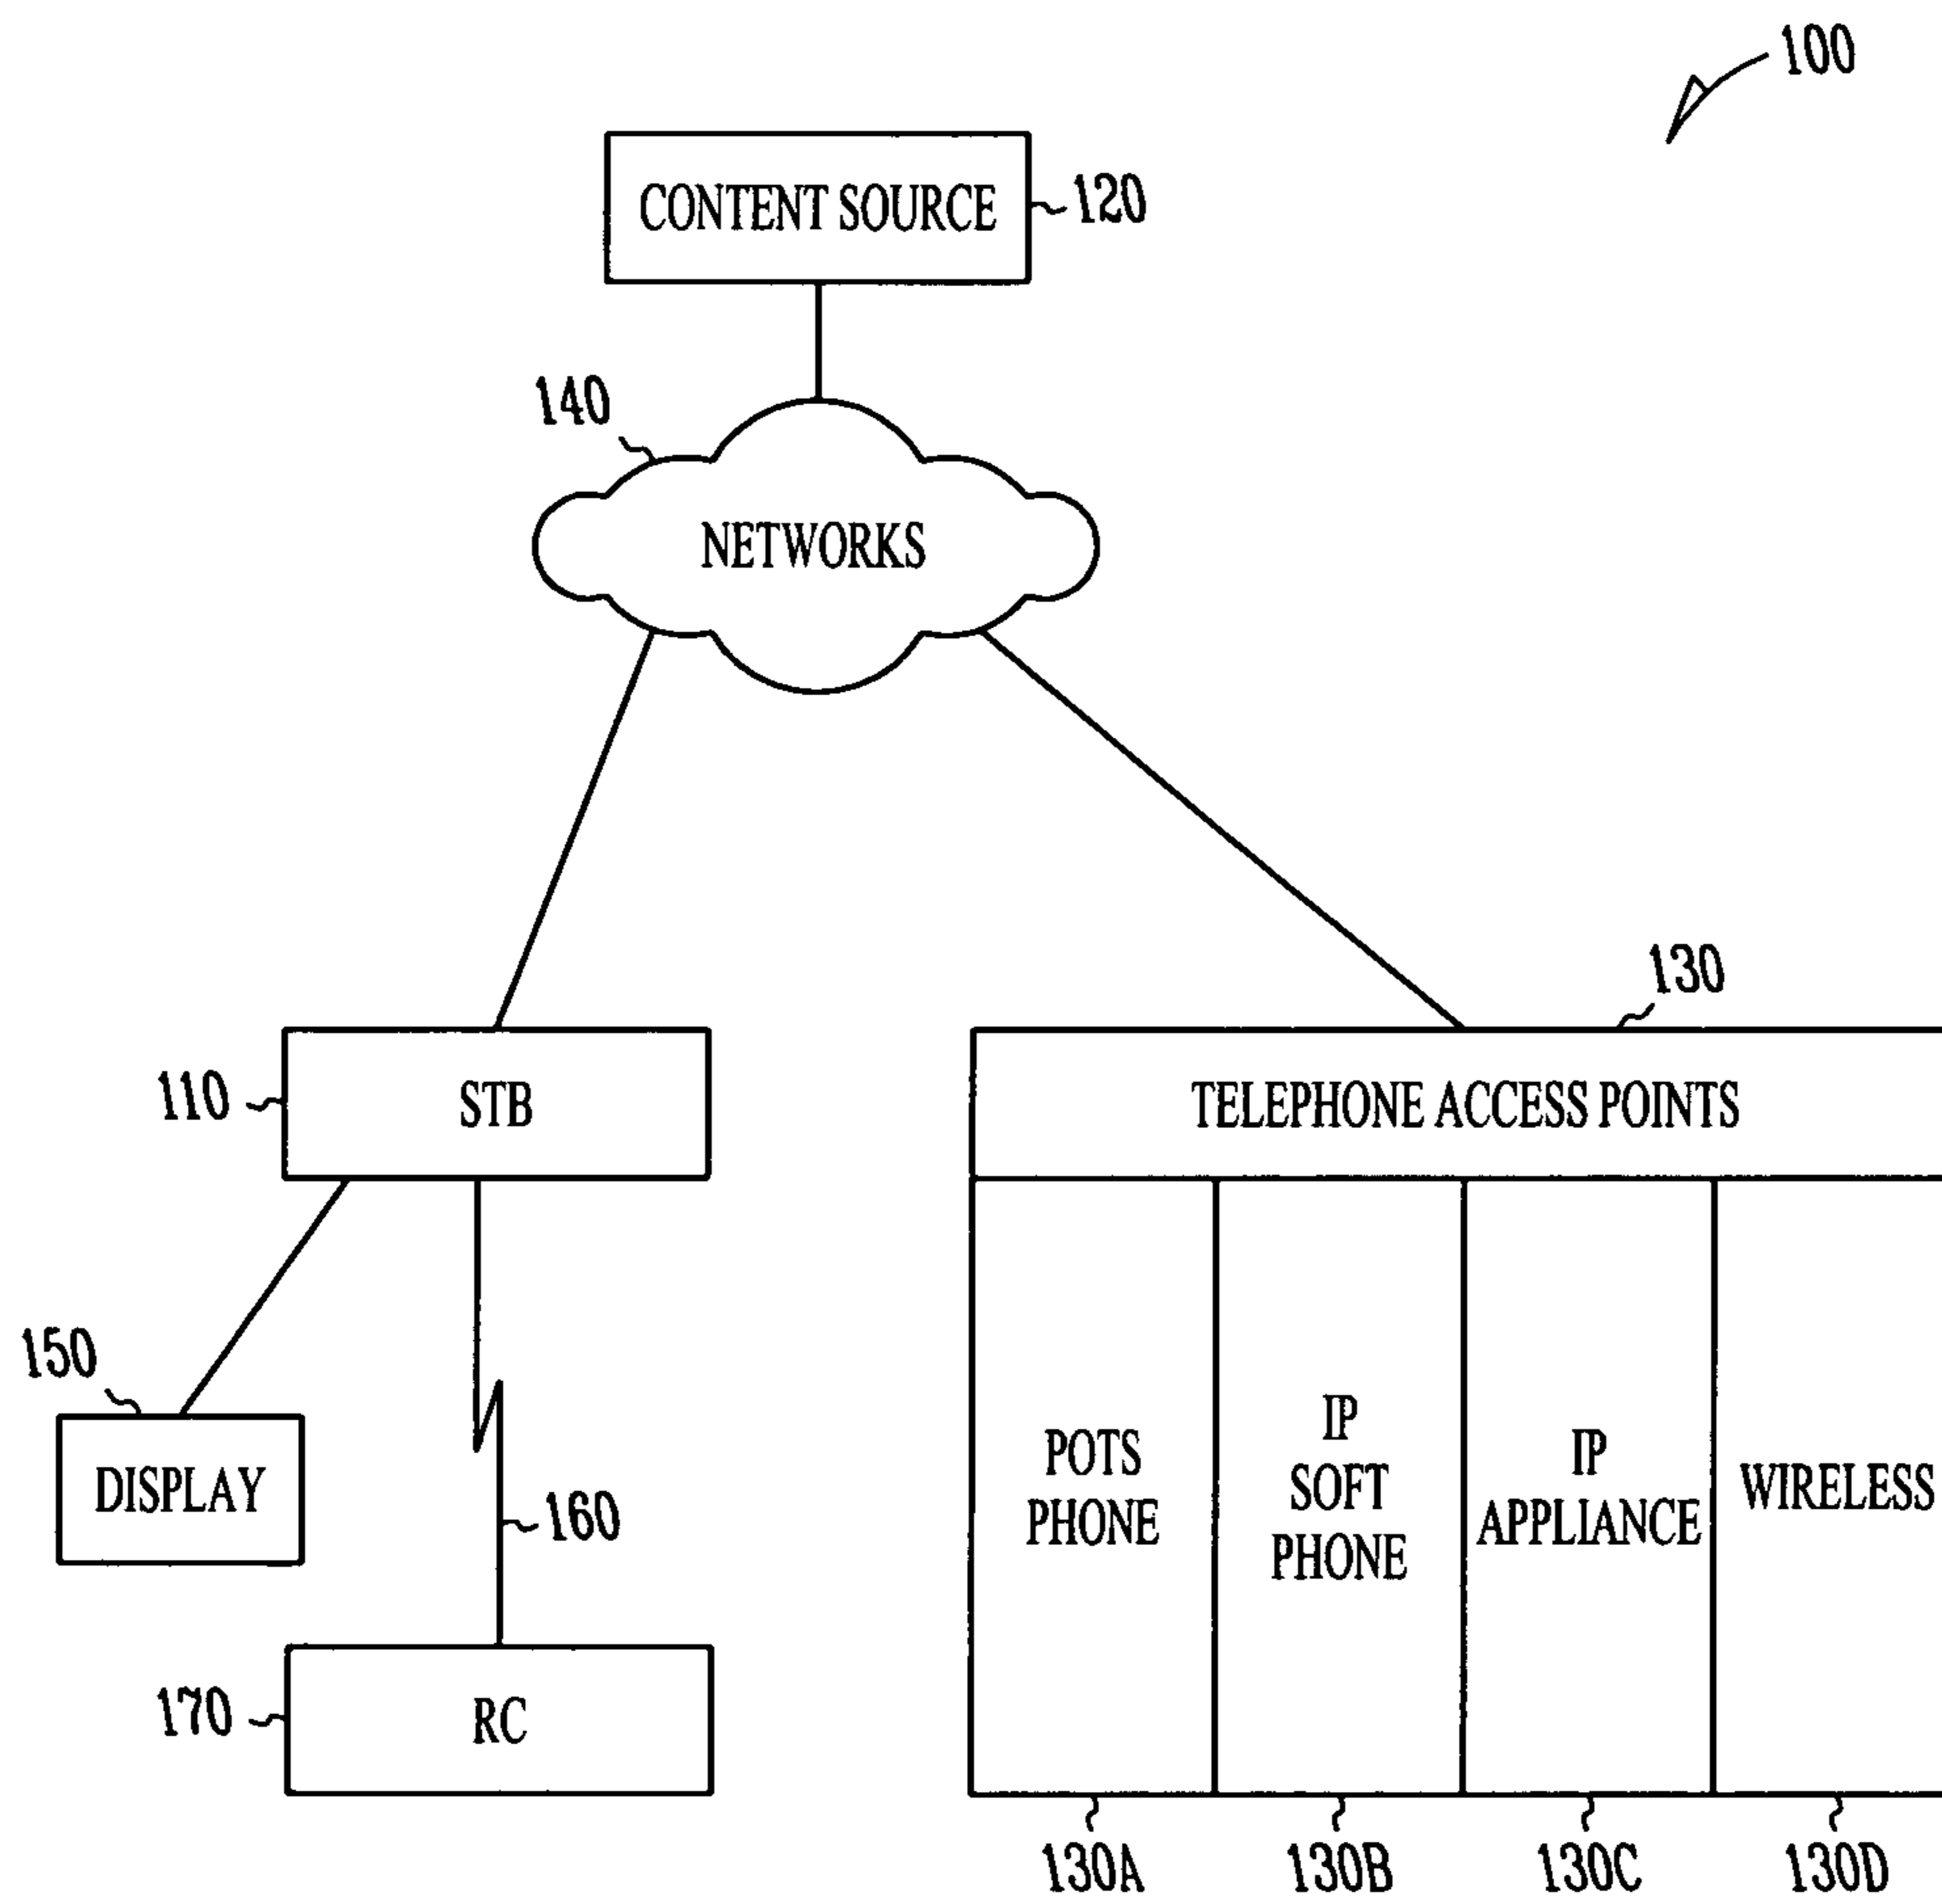 100
CONTENT SOURCE
120
140
NETWORKS
130
110
STB
TELEPHONE ACCESS POINTS
150
DISPLAY
160
170
RC
POTS
PHONE
IP
SOFT
PHONE
IP
APPLIANCE
WIRELESS
130A
130B
130C
130D